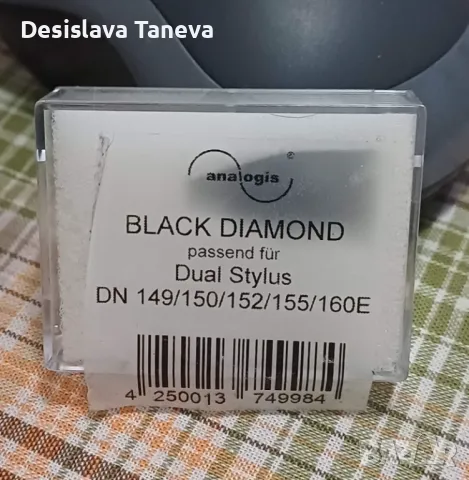 Desislava Taneva
analogis
®
BLACK DIAMOND
passend für
Dual Stylus
DN 149/150/152/155/160E
4 250013 749984